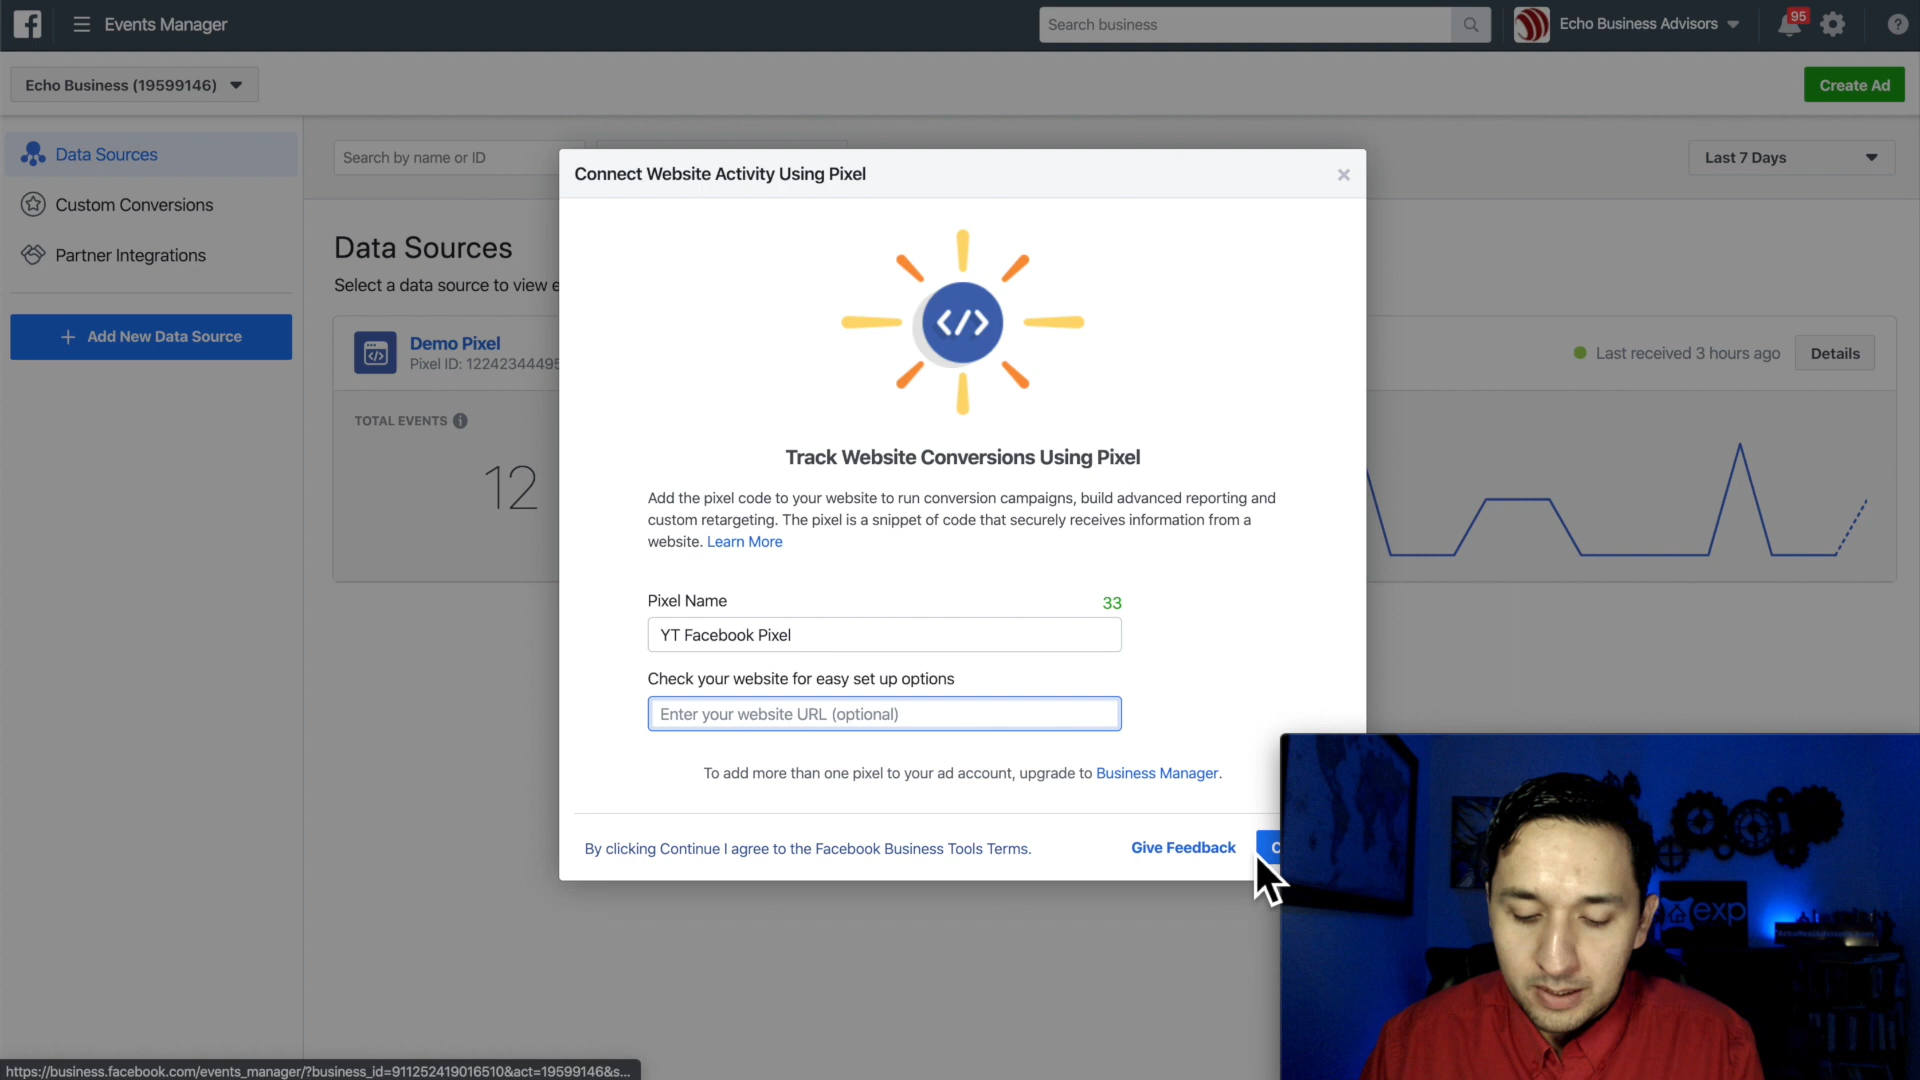 Events Manager
Search business
Echo Business Advisors
95
?
Echo Business (19599146)
Create Ad
Data Sources
Custom Conversions
Partner Integrations
+ Add New Data Source
Search by name or ID
Last 7 Days
Data Sources
Select a data source to view e
Demo Pixel
Pixel ID: 12242344495
Last received 3 hours ago
Details
TOTAL EVENTS
12
Connect Website Activity Using Pixel
×
</>
Track Website Conversions Using Pixel
Add the pixel code to your website to run conversion campaigns, build advanced reporting and
custom retargeting. The pixel is a snippet of code that securely receives information from a
website. Learn More
Pixel Name
33
YT Facebook Pixel
Check your website for easy set up options
Enter your website URL (optional)
To add more than one pixel to your ad account, upgrade to Business Manager.
By clicking Continue I agree to the Facebook Business Tools Terms.
Give Feedback
C
exp
https://business.facebook.com/events_manager/?business_id=911252419016510&act=19599146&s...